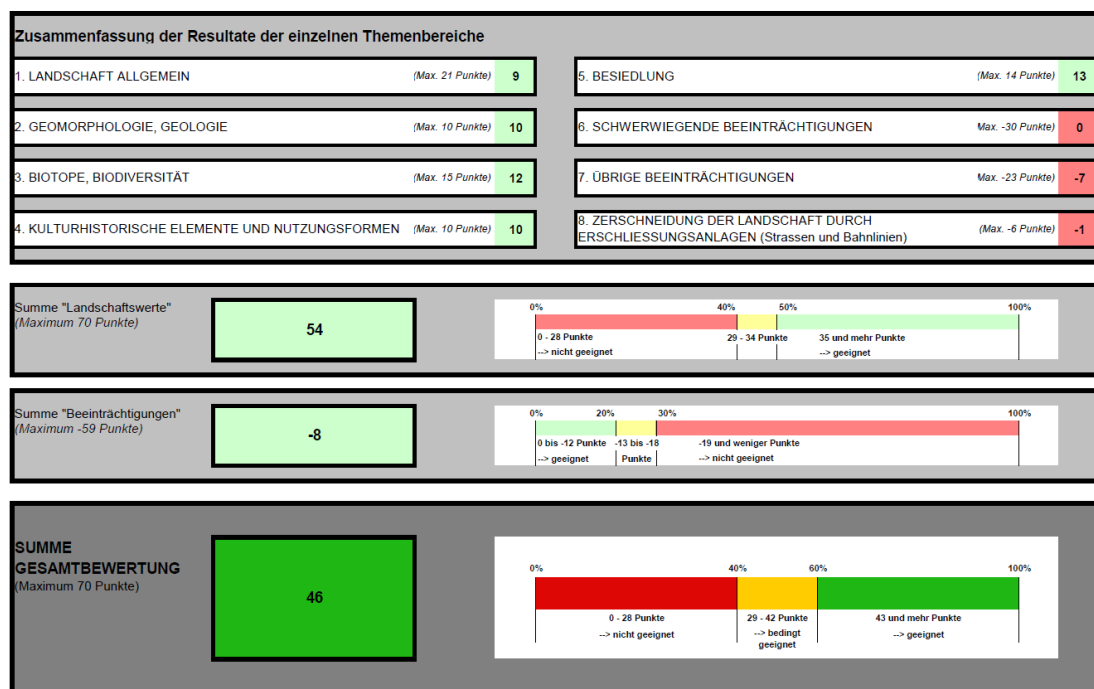 Zusammenfassung der Resultate der einzelnen Themenbereiche
1. LANDSCHAFT ALLGEMEIN (Max. 21 Punkte) 9
2. GEOMORPHOLOGIE, GEOLOGIE (Max. 10 Punkte) 10
3. BIOTOPE, BIODIVERSITÄT (Max. 15 Punkte) 12
4. KULTURHISTORISCHE ELEMENTE UND NUTZUNGSFORMEN (Max. 10 Punkte) 10
5. BESIEDLUNG (Max. 14 Punkte) 13
6. SCHWERWIEGENDE BEEINTRÄCHTIGUNGEN (Max. -30 Punkte) 0
7. ÜBRIGE BEEINTRÄCHTIGUNGEN (Max. -23 Punkte) -7
8. ZERSCHNEIDUNG DER LANDSCHAFT DURCH
ERSCHLIESSUNGSANLAGEN (Strassen und Bahnlinien) (Max. -6 Punkte) -1
Summe "Landschaftswerte"
(Maximum 70 Punkte)
54
0% 40% 50% 100%
0 - 28 Punkte 29 - 34 Punkte 35 und mehr Punkte
--> nicht geeignet --> geeignet
Summe "Beeinträchtigungen"
(Maximum -59 Punkte)
-8
0% 20% 30% 100%
0 bis -12 Punkte -13 bis -18 -19 und weniger Punkte
--> geeignet Punkte --> nicht geeignet
SUMME
GESAMTBEWERTUNG
(Maximum 70 Punkte)
46
0% 40% 60% 100%
0 - 28 Punkte 29 - 42 Punkte 43 und mehr Punkte
--> nicht geeignet --> bedingt --> geeignet
geeignet